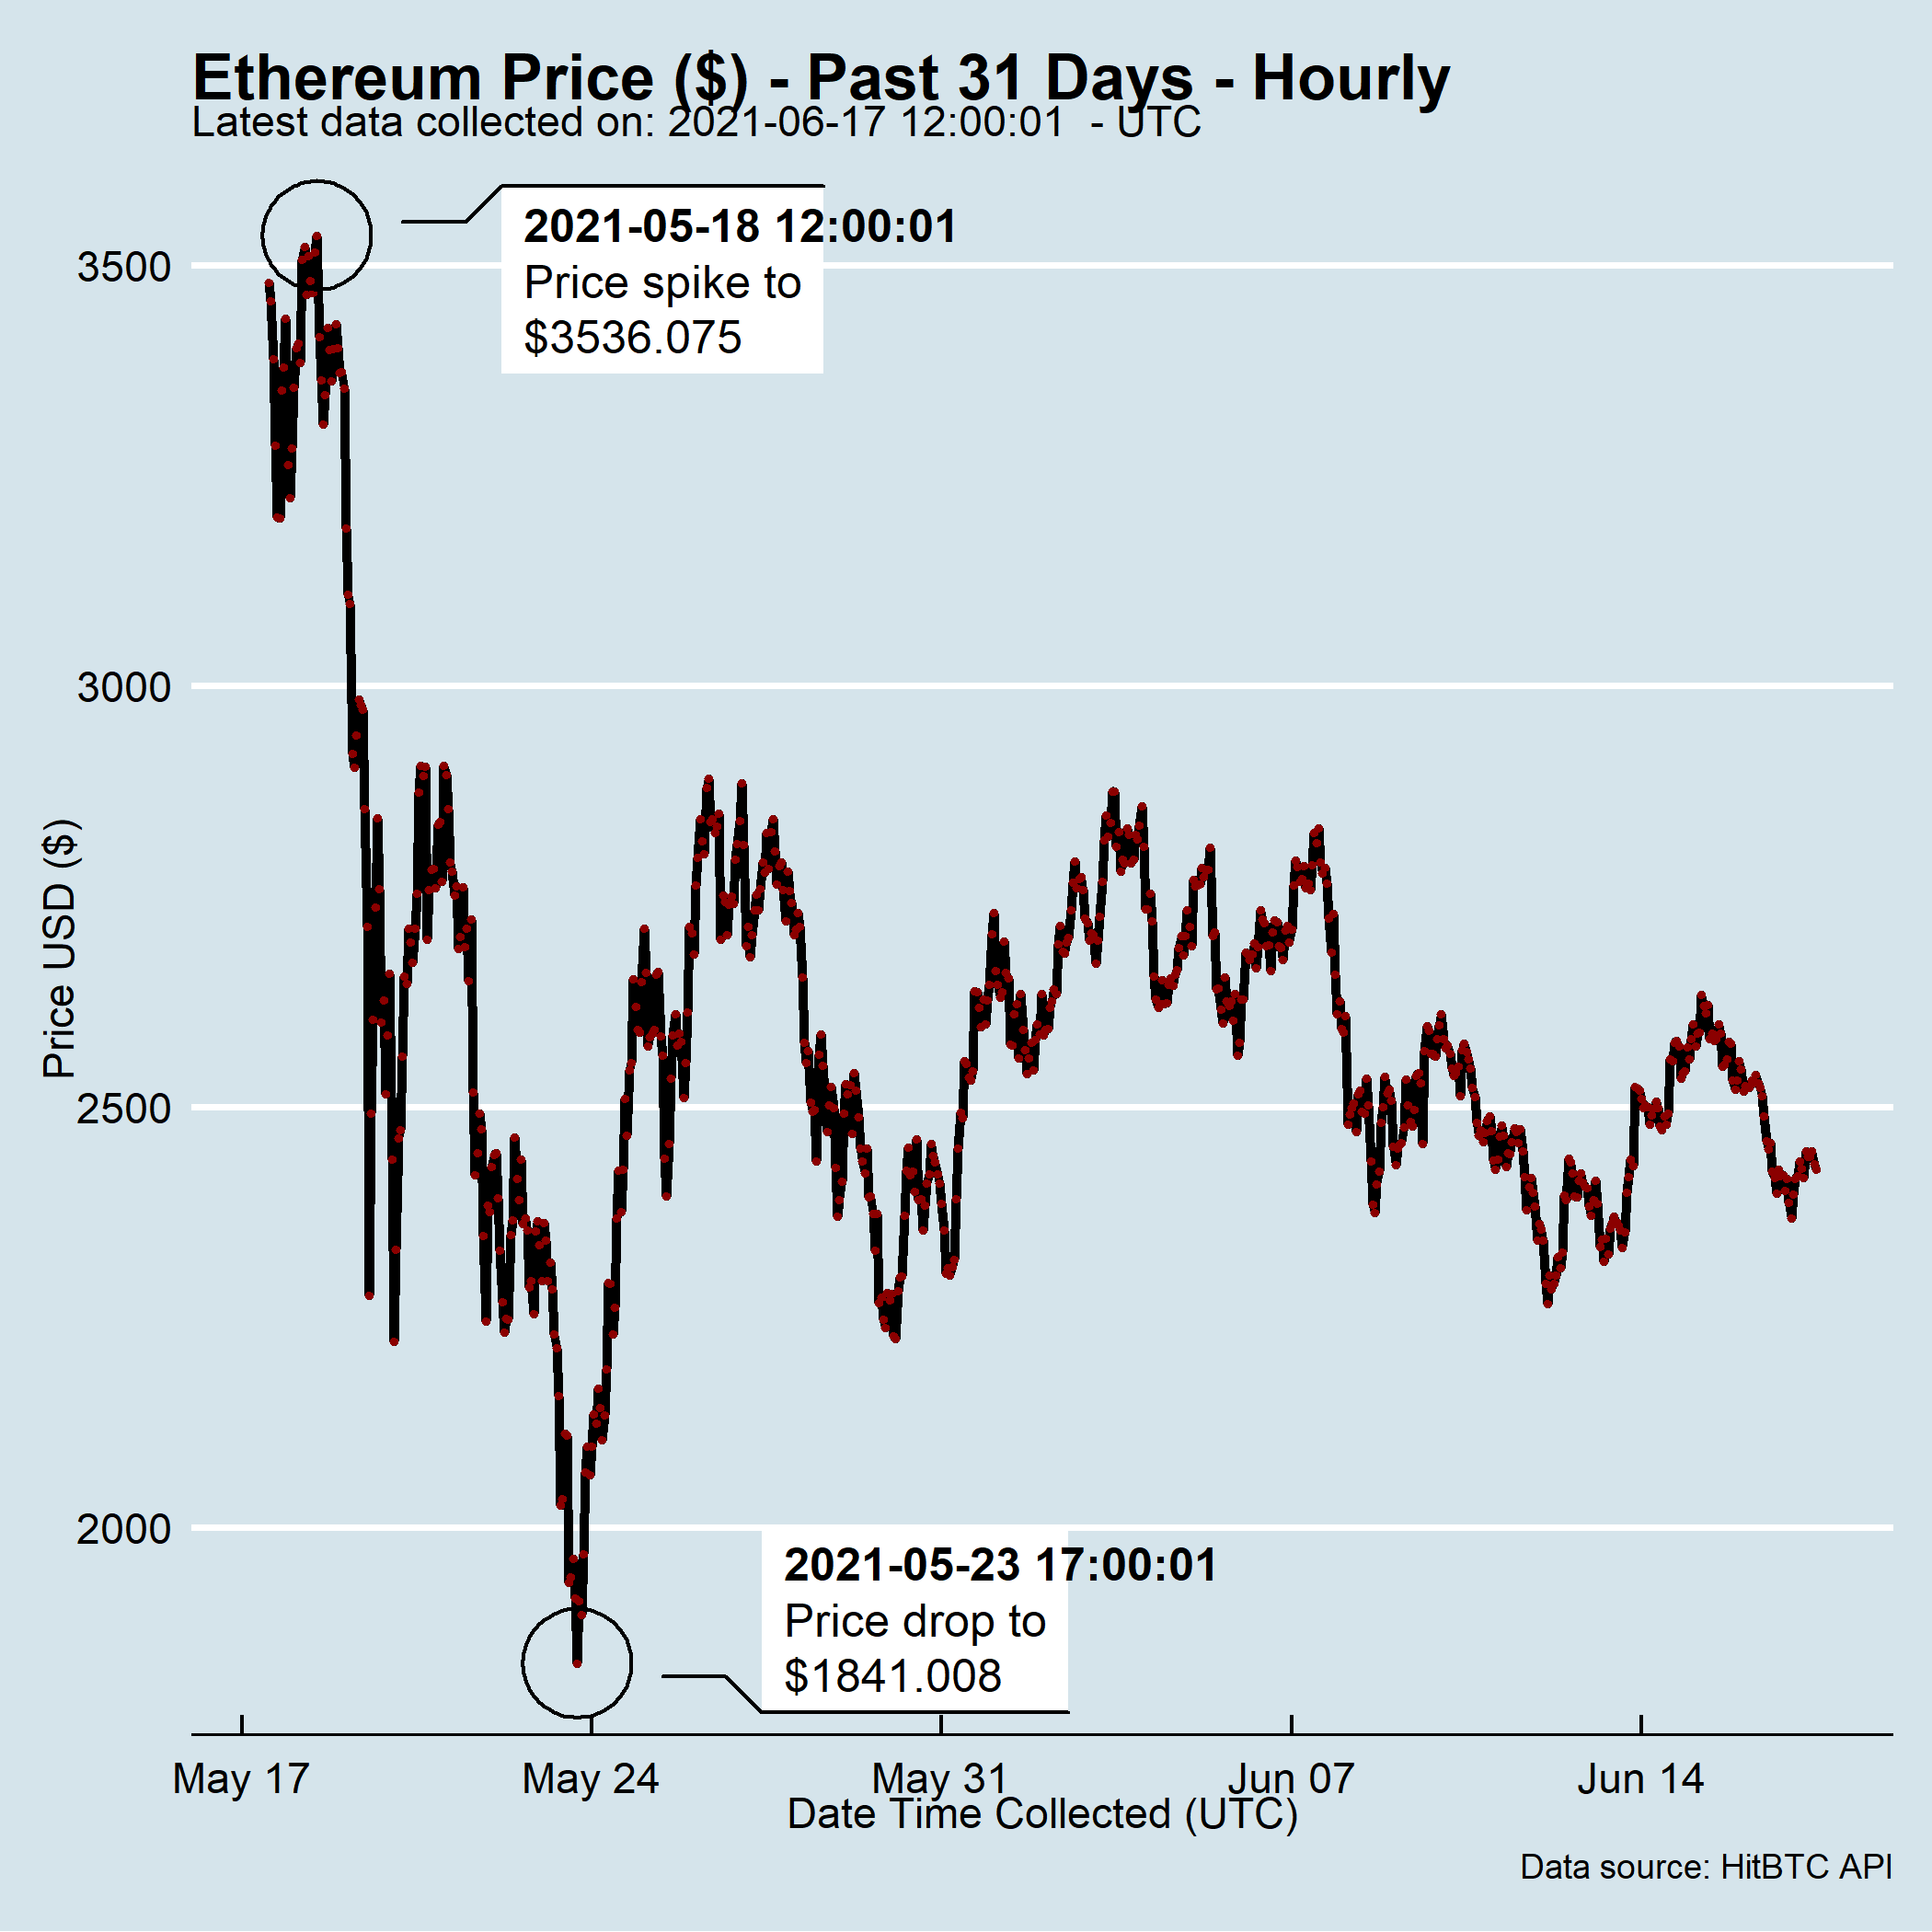 Ethereum Price ($) - Past 31 Days - Hourly
Latest data collected on: 2021-06-17 12:00:01  - UTC
2021-05-18 12:00:01
Price spike to
$3536.075
3500
3000
2500
2000
Price USD ($)
2021-05-23 17:00:01
Price drop to
$1841.008
May 17 May 24 May 31 Jun 07 Jun 14
Date Time Collected (UTC)
Data source: HitBTC API